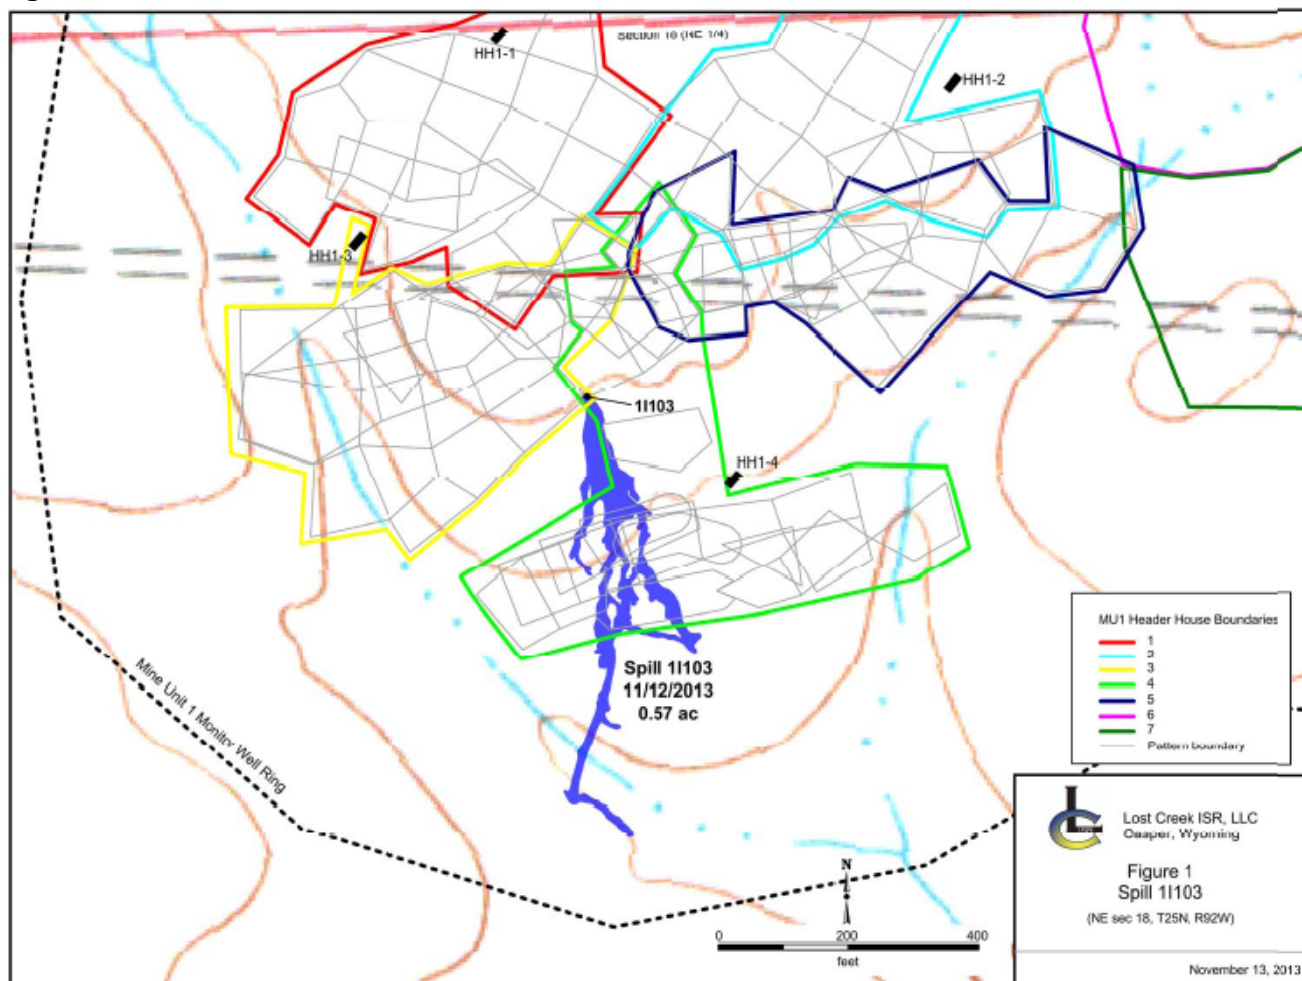 Section 18 (NE 1/4)
HH1-1
HH1-2
HH1-3
1I103
HH1-4
Spill 1I103
11/12/2013
0.57 ac
Mine Unit 1 Monitor Well Ring
MU1 Header House Boundaries
1
2
3
4
5
6
7
Pattern boundary
N
0 200 400
feet
Lost Creek ISR, LLC
Casper, Wyoming
Figure 1
Spill 1I103
(NE sec 18, T25N, R92W)
November 13, 2013